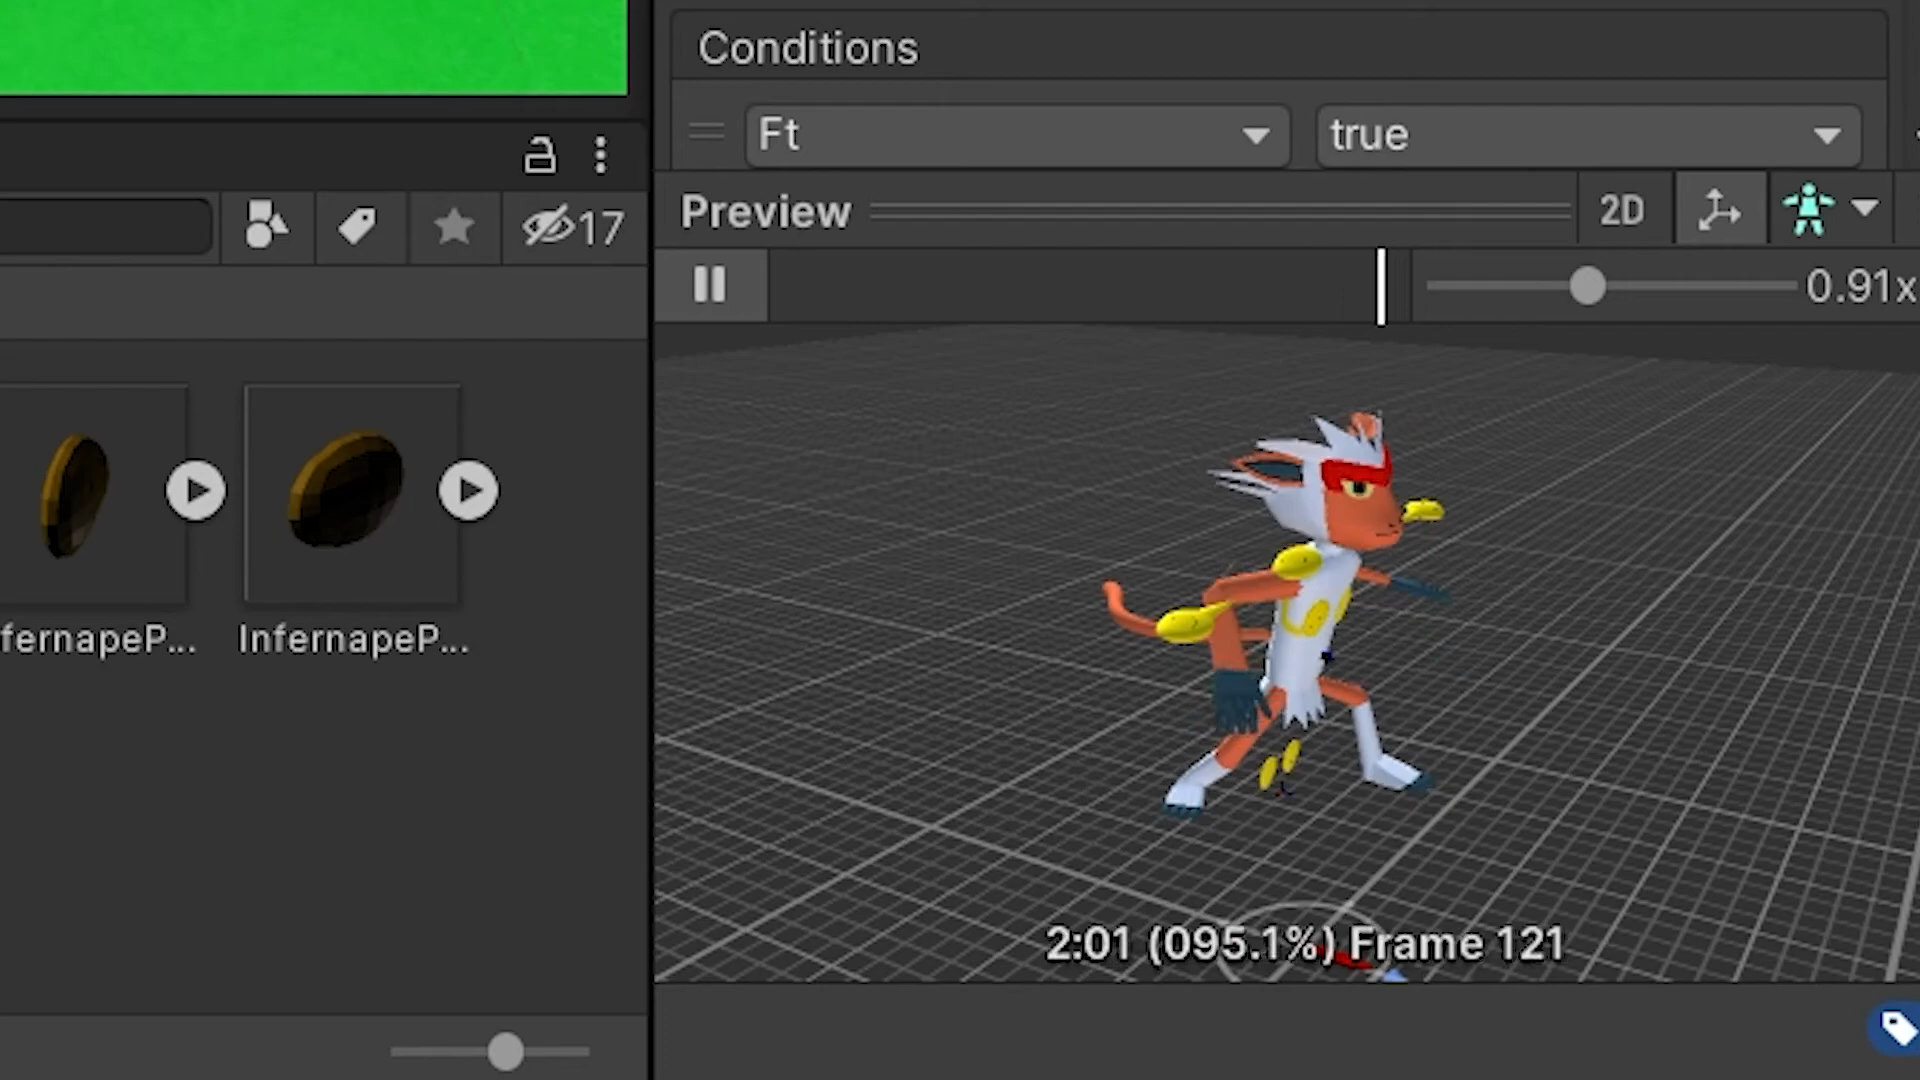 Conditions
Ft
true
Preview
2D
17
0.91x
fernapeP...
InfernapeP...
2:01 (095.1%) Frame 121